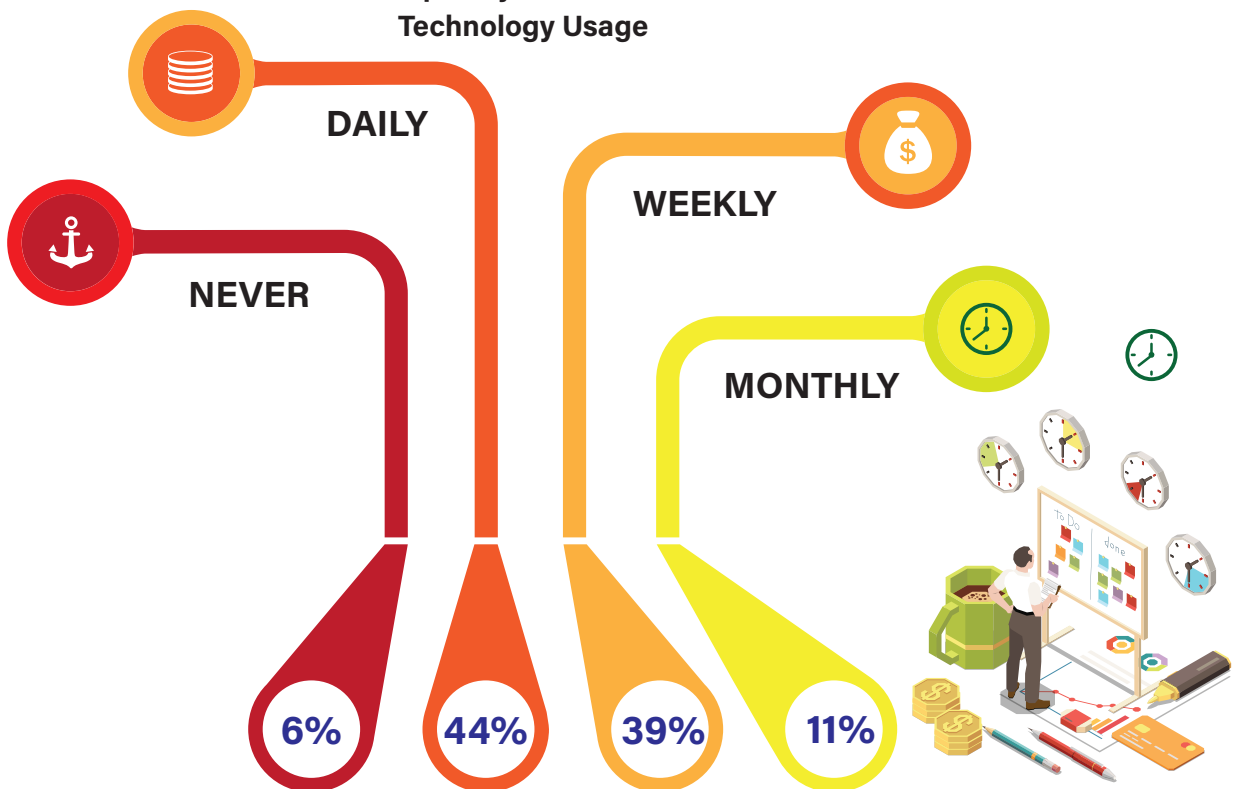 Technology Usage
DAILY
WEEKLY
NEVER
MONTHLY
$
To Do
done
6%
44%
39%
11%
$
$